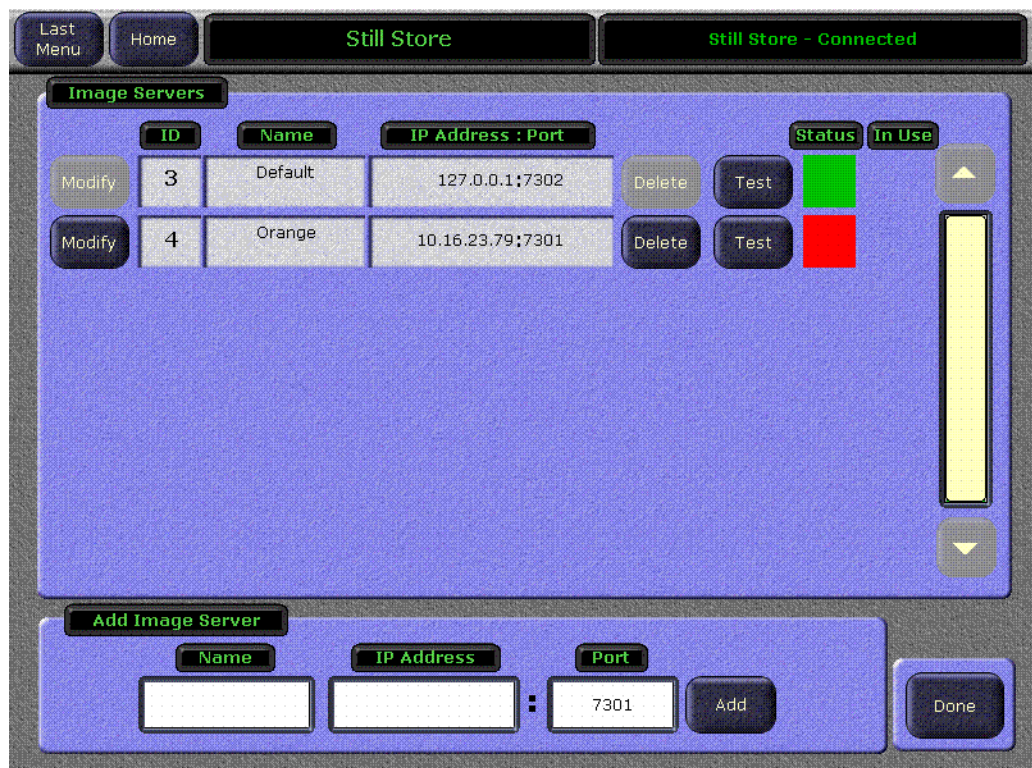 Last Menu Home Still Store Still Store - Connected
Image Servers
ID Name IP Address : Port Status In Use
Modify 3 Default 127.0.0.1:7302 Delete Test
Modify 4 Orange 10.16.23.79:7301 Delete Test
Add Image Server
Name IP Address Port
: 7301 Add Done